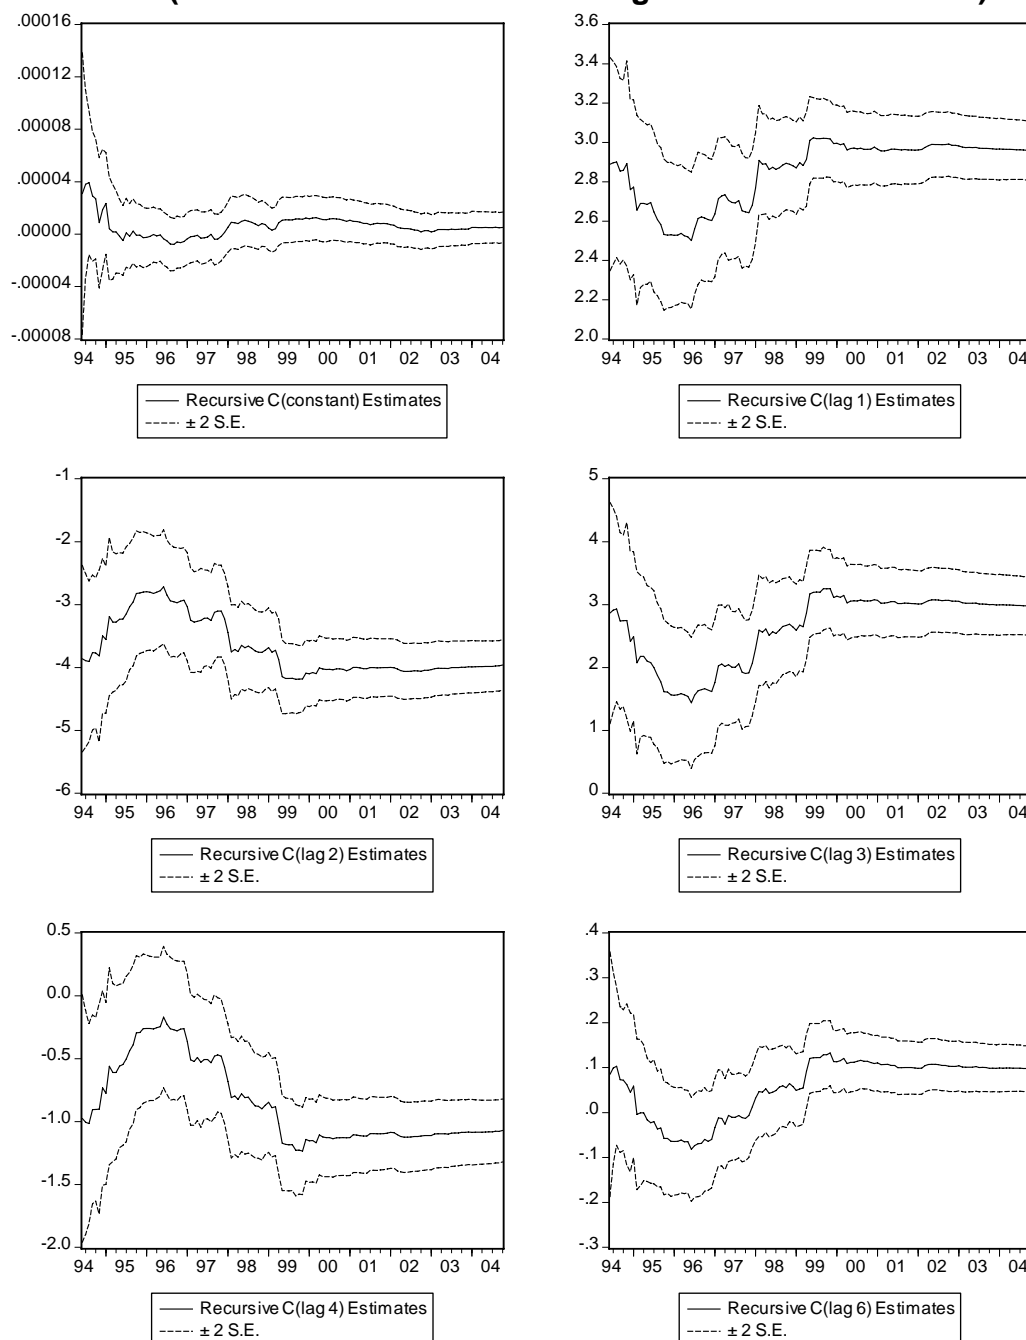 .00016
.00012
.00008
.00004
.00000
-.00004
-.00008
94 95 96 97 98 99 00 01 02 03 04
Recursive C(constant) Estimates
± 2 S.E.
3.6
3.4
3.2
3.0
2.8
2.6
2.4
2.2
2.0
94 95 96 97 98 99 00 01 02 03 04
Recursive C(lag 1) Estimates
± 2 S.E.
-1
-2
-3
-4
-5
-6
94 95 96 97 98 99 00 01 02 03 04
Recursive C(lag 2) Estimates
± 2 S.E.
5
4
3
2
1
0
94 95 96 97 98 99 00 01 02 03 04
Recursive C(lag 3) Estimates
± 2 S.E.
0.5
0.0
-0.5
-1.0
-1.5
-2.0
94 95 96 97 98 99 00 01 02 03 04
Recursive C(lag 4) Estimates
± 2 S.E.
.4
.3
.2
.1
.0
-.1
-.2
-.3
94 95 96 97 98 99 00 01 02 03 04
Recursive C(lag 6) Estimates
± 2 S.E.